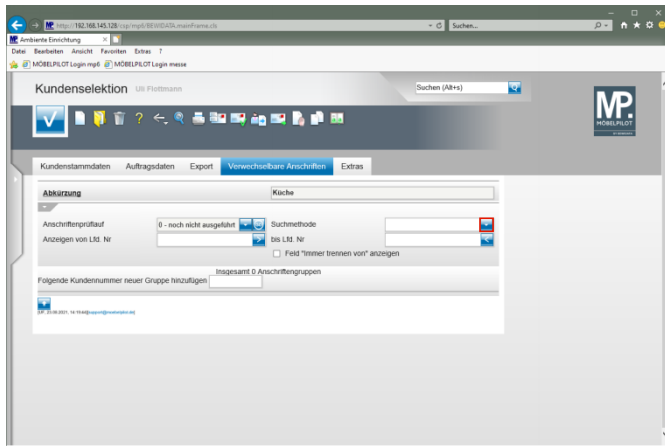 http://192.168.145.128/csp/mp6/BEWIDATA.mainFrame.cls
Suchen...
Ambiente Einrichtung
Datei Bearbeiten Ansicht Favoriten Extras ?
MÖBELPILOT Login mp6 MÖBELPILOT Login messe
Kundenselektion Uli Flottmann
Suchen (Alt+s)
MP.
MÖBELPILOT
Kundenstammdaten Auftragsdaten Export Verwechselbare Anschriften Extras
Abkürzung Küche
Anschriftenprüflauf 0 - noch nicht ausgeführt Suchmethode
Anzeigen von Lfd. Nr bis Lfd. Nr
Feld "Immer trennen von" anzeigen
Insgesamt 0 Anschriftengruppen
Folgende Kundennummer neuer Gruppe hinzufügen